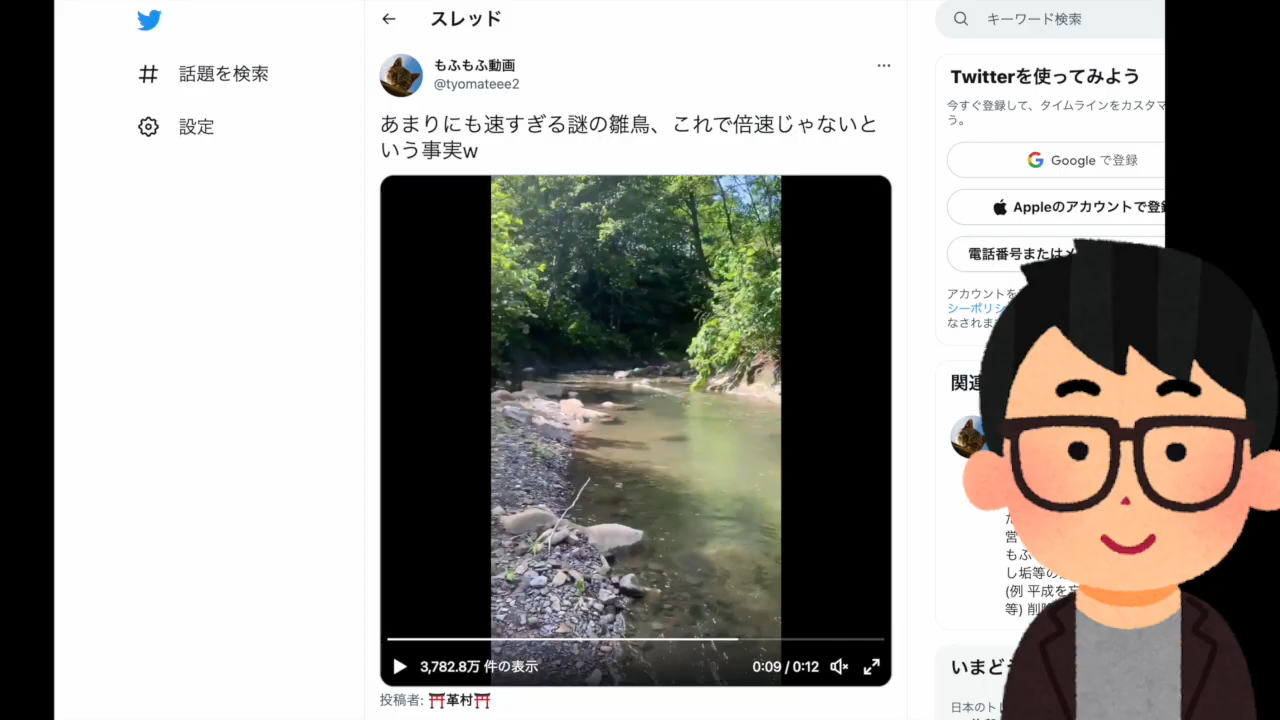 スレッド
キーワード検索
話題を検索
設定
もふもふ動画
@tyomateee2
あまりにも速すぎる謎の雛鳥、これで倍速じゃないと
いう事実w
3,782.8万 件の表示
0:09 / 0:12
投稿者: ⛩革村⛩
Twitterを使ってみよう
今すぐ登録して、タイムラインをカスタマ
う。
Google で登録
Appleのアカウントで登録
電話番号または
アカウントを
シーポリシ
なされま
関連
営
もふ
し垢等の
(例 平成を
等) 削除
いまど
日本のトレ